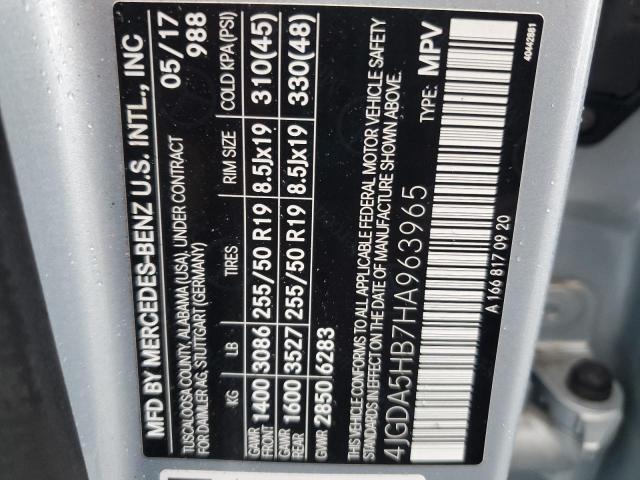 MFD BY MERCEDES-BENZ U.S. INTL., INC
TUSCALOOSA COUNTY, ALABAMA (USA), UNDER CONTRACT
FOR DAIMLER AG, STUTTGART (GERMANY)
05/17
988
KG LB RIM SIZE COLD KPA(PSI)
GAWR FRONT 1400 3086 255/50 R19 8.5Jx19 310(45)
GAWR REAR 1600 3527 255/50 R19 8.5Jx19 330(48)
GVWR 2850 6283
THIS VEHICLE CONFORMS TO ALL APPLICABLE FEDERAL MOTOR VEHICLE SAFETY
STANDARDS IN EFFECT ON THE DATE OF MANUFACTURE SHOWN ABOVE.
4JGDA5HB7HA963965 TYPE: MPV
A 166 817 09 20
40442881